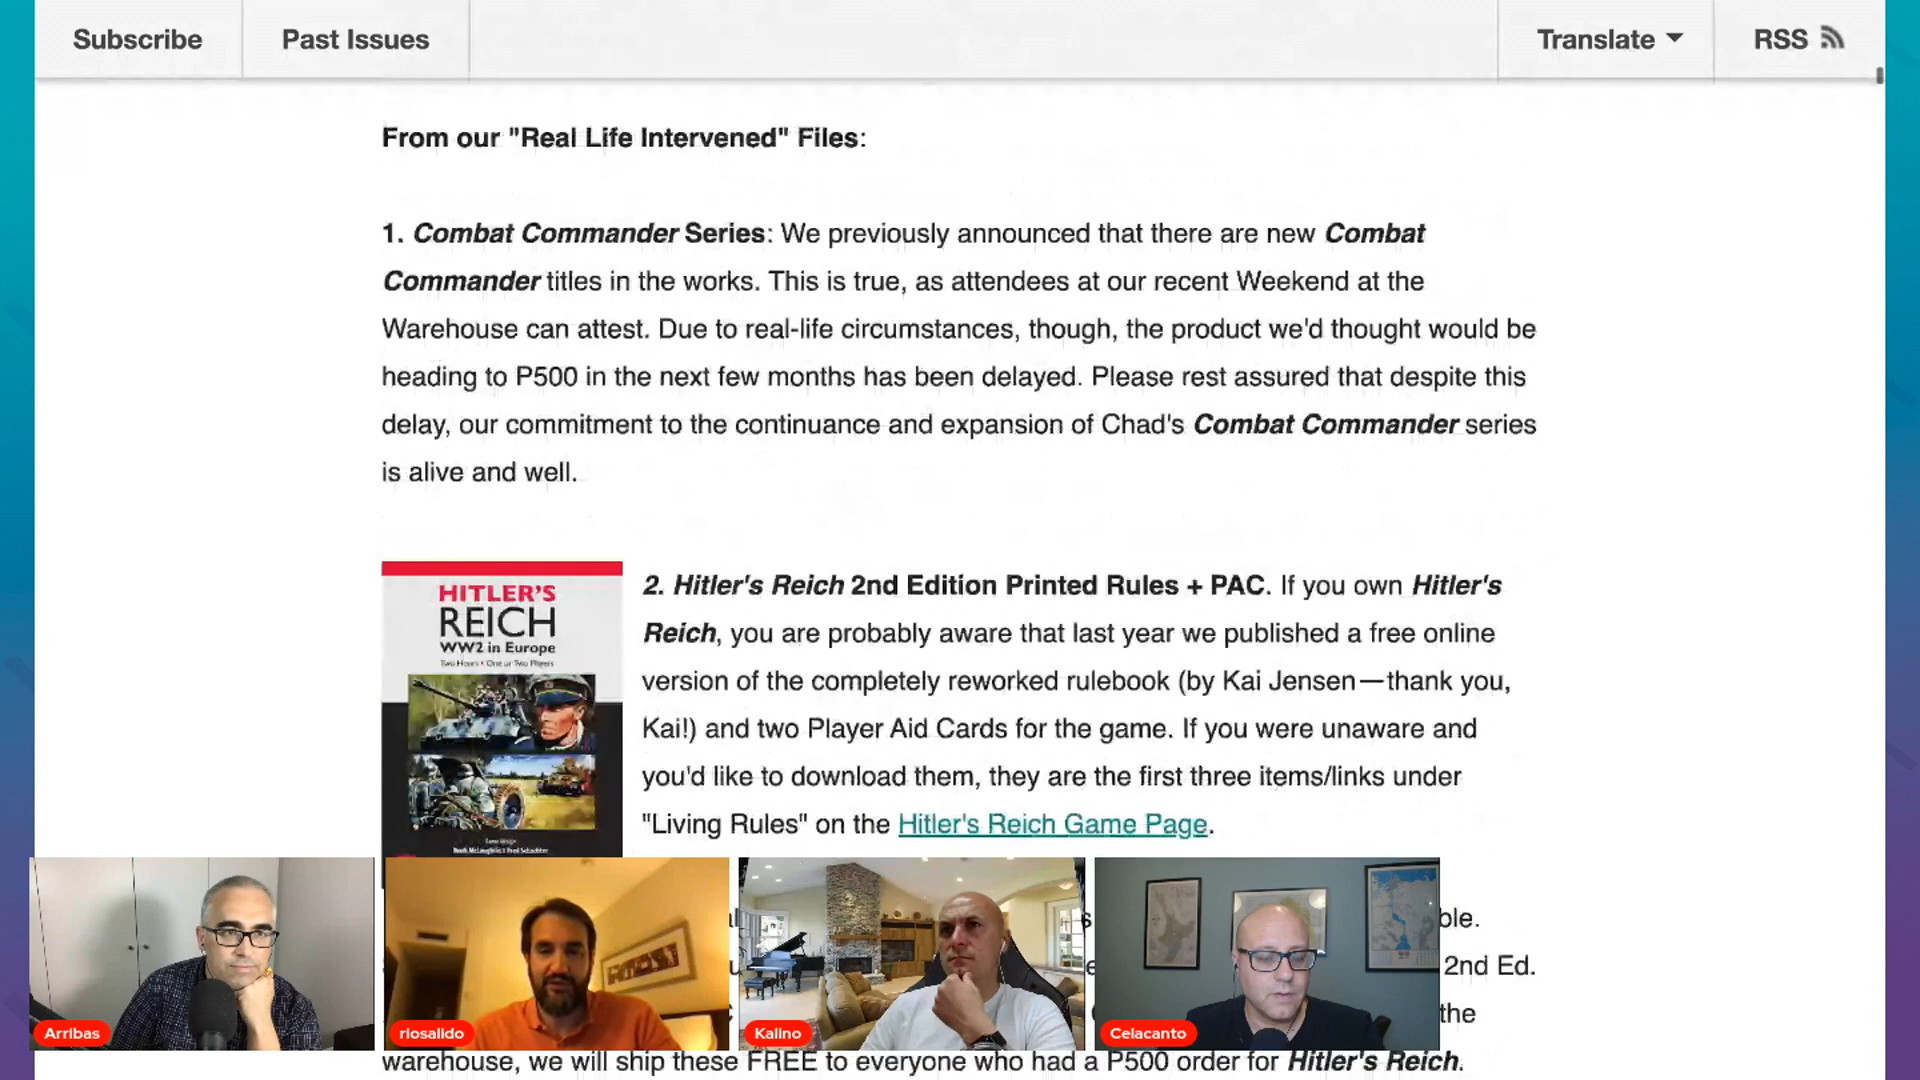 Subscribe
Past Issues
Translate
RSS
From our "Real Life Intervened" Files:
1. Combat Commander Series: We previously announced that there are new Combat
Commander titles in the works. This is true, as attendees at our recent Weekend at the
Warehouse can attest. Due to real-life circumstances, though, the product we'd thought would be
heading to P500 in the next few months has been delayed. Please rest assured that despite this
delay, our commitment to the continuance and expansion of Chad's Combat Commander series
is alive and well.
HITLER'S
REICH
WW2 in Europe
Two Hours • One or Two Players
2. Hitler's Reich 2nd Edition Printed Rules + PAC. If you own Hitler's
Reich, you are probably aware that last year we published a free online
version of the completely reworked rulebook (by Kai Jensen—thank you,
Kai!) and two Player Aid Cards for the game. If you were unaware and
you'd like to download them, they are the first three items/links under
"Living Rules" on the Hitler's Reich Game Page.
ble.
2nd Ed.
the
warehouse, we will ship these FREE to everyone who had a P500 order for Hitler's Reich.
Arribas
riosalido
Kalino
Celacanto